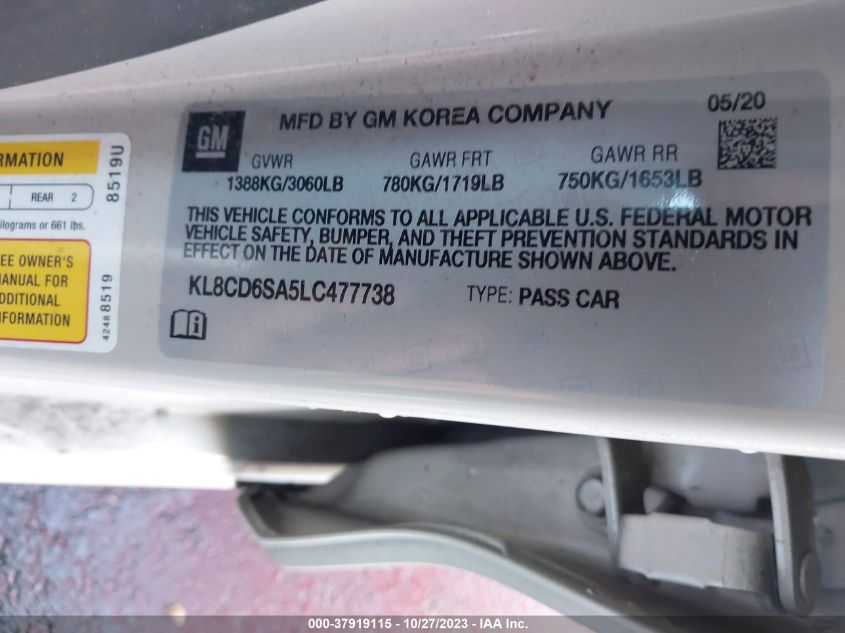 GM
MFD BY GM KOREA COMPANY
05/20
GVWR
GAWR FRT
GAWR RR
1388KG/3060LB
780KG/1719LB
750KG/1653LB
THIS VEHICLE CONFORMS TO ALL APPLICABLE U.S. FEDERAL MOTOR
VEHICLE SAFETY, BUMPER, AND THEFT PREVENTION STANDARDS IN
EFFECT ON THE DATE OF MANUFACTURE SHOWN ABOVE.
KL8CD6SA5LC477738
TYPE: PASS CAR
RMATION
REAR 2
ilograms or 661 lbs.
EE OWNER'S
MANUAL FOR
DDITIONAL
NFORMATION
8519U
42488519
000-37919115 - 10/27/2023 - IAA Inc.